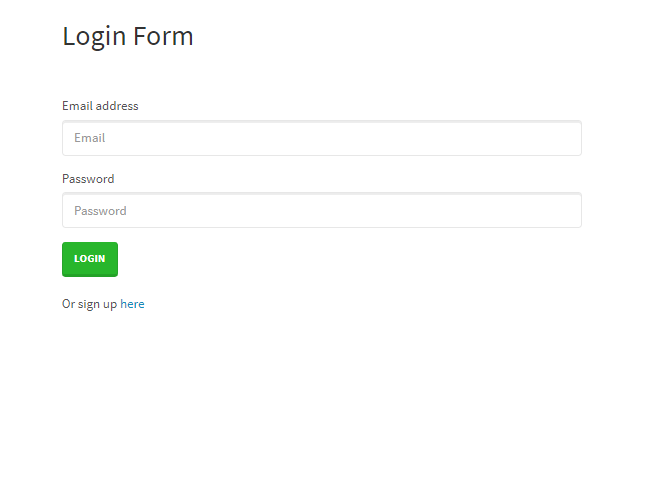 Login Form
Email address
Email
Password
Password
LOGIN
Or sign up here